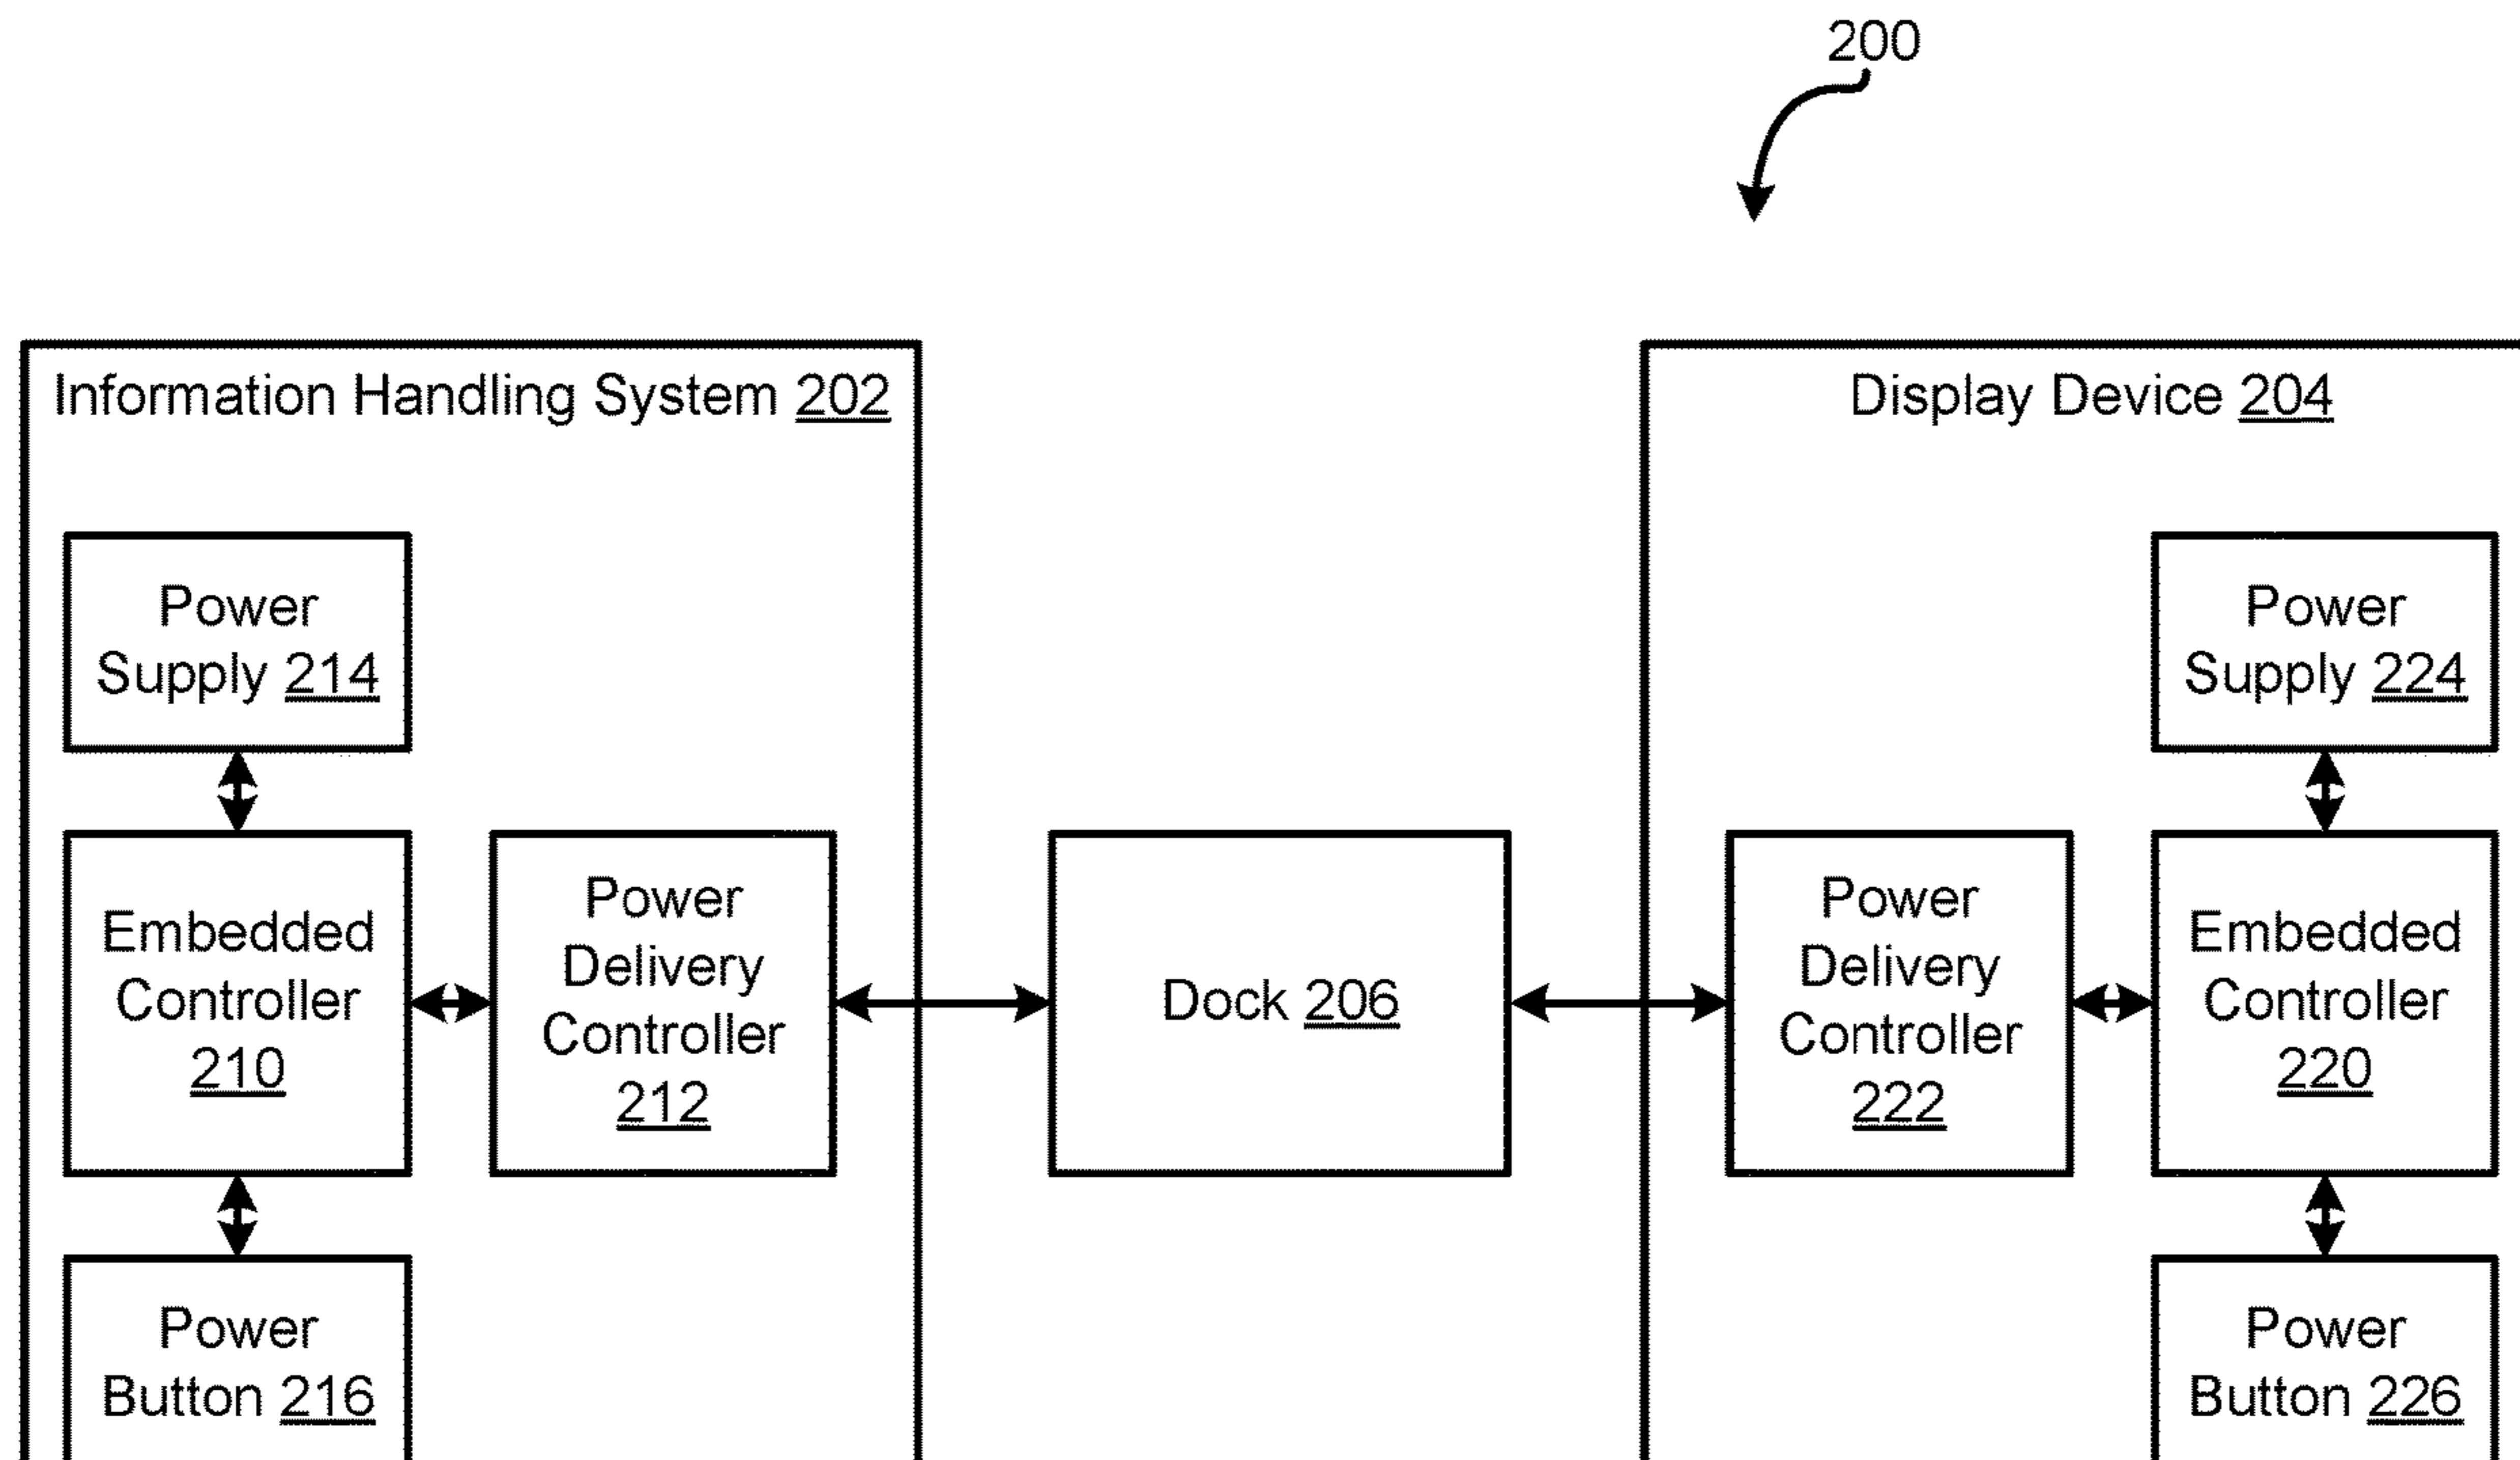 200
Information Handling System 202
Display Device 204
Power
Supply 214
Power
Supply 224
Embedded
Controller
210
Power
Delivery
Controller
212
Dock 206
Power
Delivery
Controller
222
Embedded
Controller
220
Power
Button 216
Power
Button 226